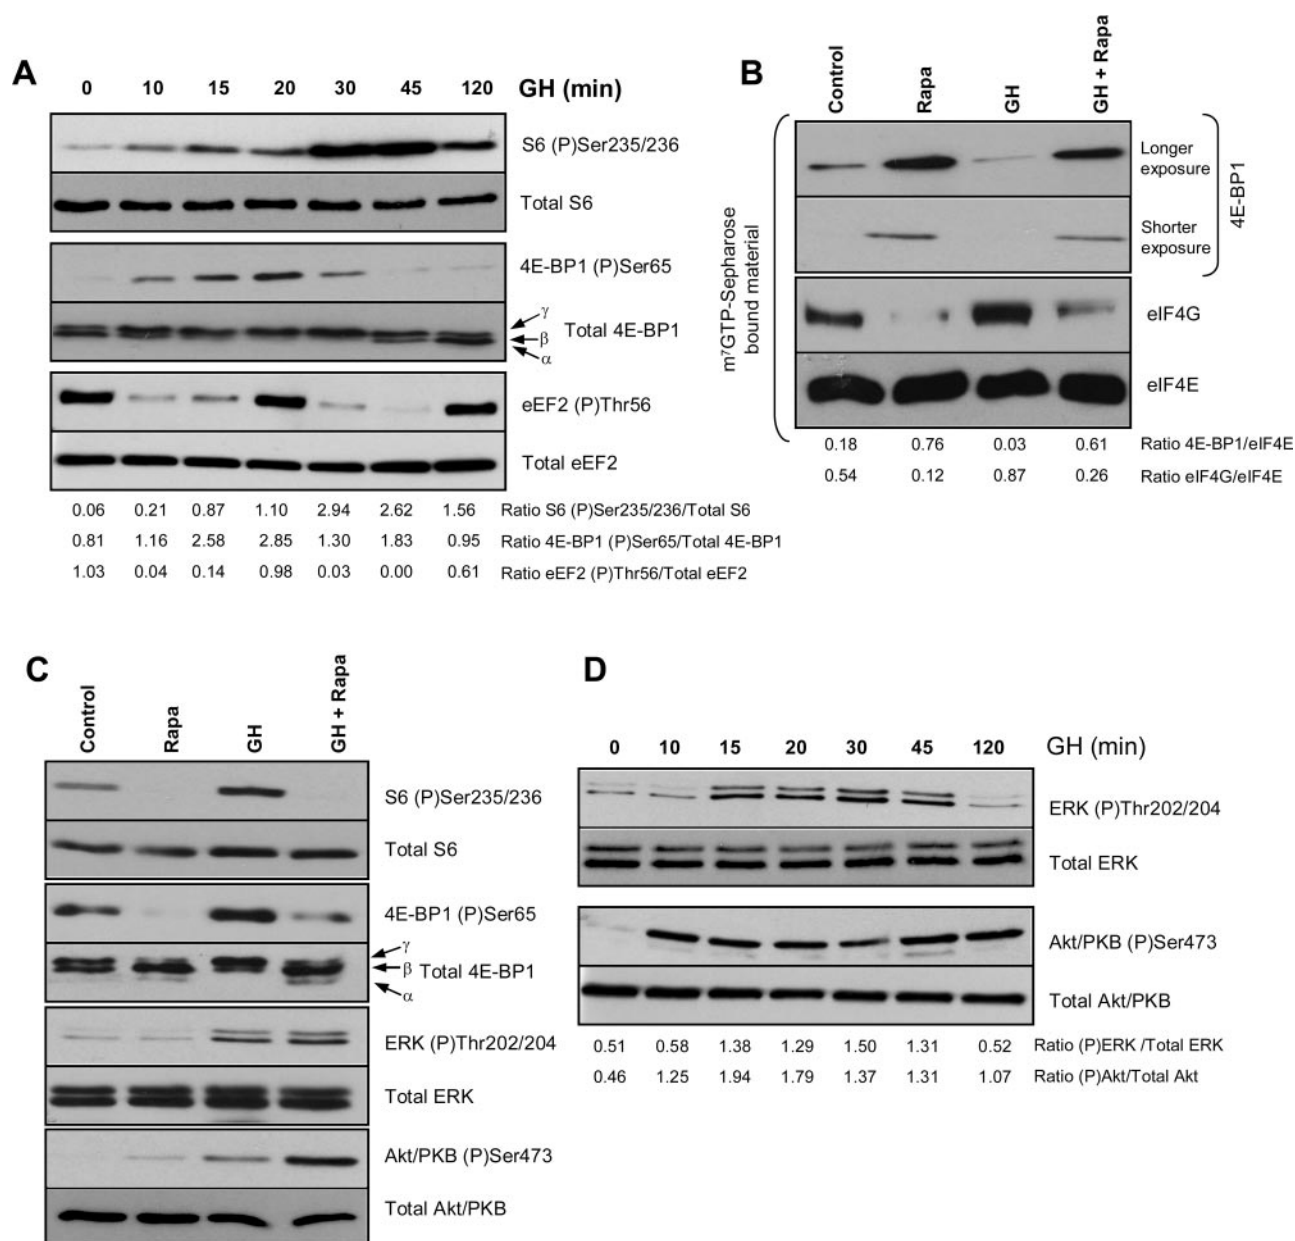 A
0 10 15 20 30 45 120 GH (min)
S6 (P)Ser235/236
Total S6
4E-BP1 (P)Ser65
γ
β Total 4E-BP1
α
eEF2 (P)Thr56
Total eEF2
0.06 0.21 0.87 1.10 2.94 2.62 1.56 Ratio S6 (P)Ser235/236/Total S6
0.81 1.16 2.58 2.85 1.30 1.83 0.95 Ratio 4E-BP1 (P)Ser65/Total 4E-BP1
1.03 0.04 0.14 0.98 0.03 0.00 0.61 Ratio eEF2 (P)Thr56/Total eEF2
B
Control Rapa GH GH + Rapa
m⁷GTP-Sepharose
bound material
Longer
exposure
Shorter
exposure
4E-BP1
eIF4G
eIF4E
0.18 0.76 0.03 0.61 Ratio 4E-BP1/eIF4E
0.54 0.12 0.87 0.26 Ratio eIF4G/eIF4E
C
Control Rapa GH GH + Rapa
S6 (P)Ser235/236
Total S6
4E-BP1 (P)Ser65
γ
β Total 4E-BP1
α
ERK (P)Thr202/204
Total ERK
Akt/PKB (P)Ser473
Total Akt/PKB
D
0 10 15 20 30 45 120 GH (min)
ERK (P)Thr202/204
Total ERK
Akt/PKB (P)Ser473
Total Akt/PKB
0.51 0.58 1.38 1.29 1.50 1.31 0.52 Ratio (P)ERK /Total ERK
0.46 1.25 1.94 1.79 1.37 1.31 1.07 Ratio (P)Akt/Total Akt